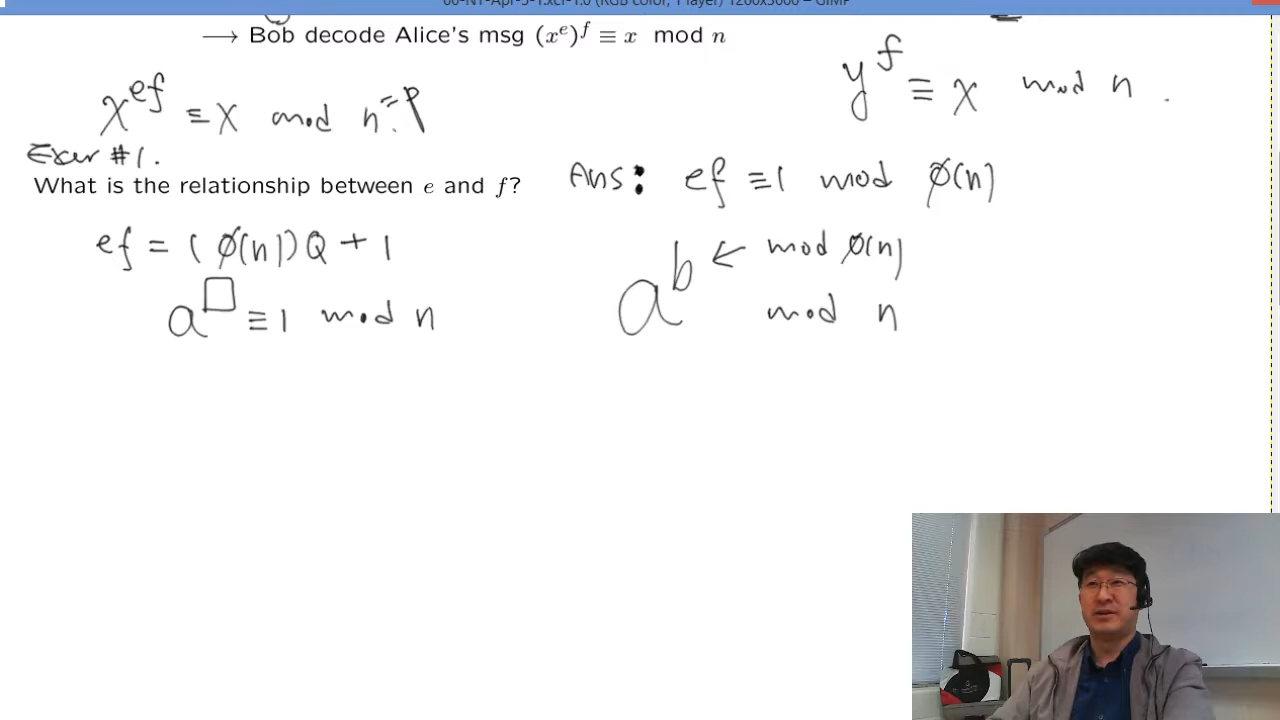 → Bob decode Alice's msg (xᵉ)ᶠ ≡ x mod n
y^f ≡ x mod n .
x^{ef} ≡ x mod n = p
Exer #1.
What is the relationship between e and f?
Ans: ef ≡ 1 mod ϕ(n)
ef = (ϕ(n))Q + 1
a^b ← mod ϕ(n)
mod n
a^□ ≡ 1 mod n